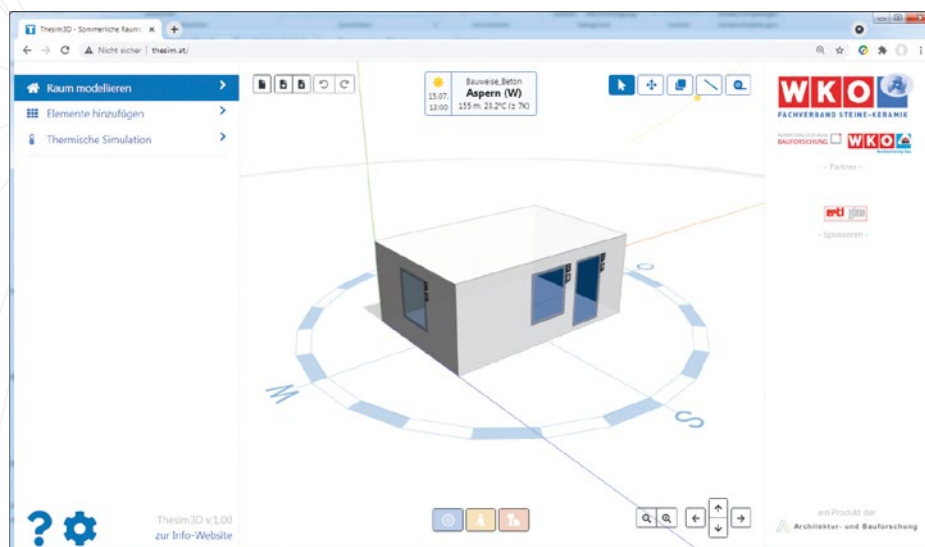 Thesim3D - Sommerliche Raum
Nicht sicher | thesim.at/
Raum modellieren
Elemente hinzufügen
Thermische Simulation
Bauweise_Beton
15.07.
13:00
Aspern (W)
155 m, 23,2°C (± 7K)
WKO
FACHVERBAND STEINE-KERAMIK
BAUFORSCHUNG
WKO
- Partner -
- Sponsoren -
O
W
S
Thesim3D v.1.00
zur Info-Website
ein Produkt der
Architektur- und Bauforschung